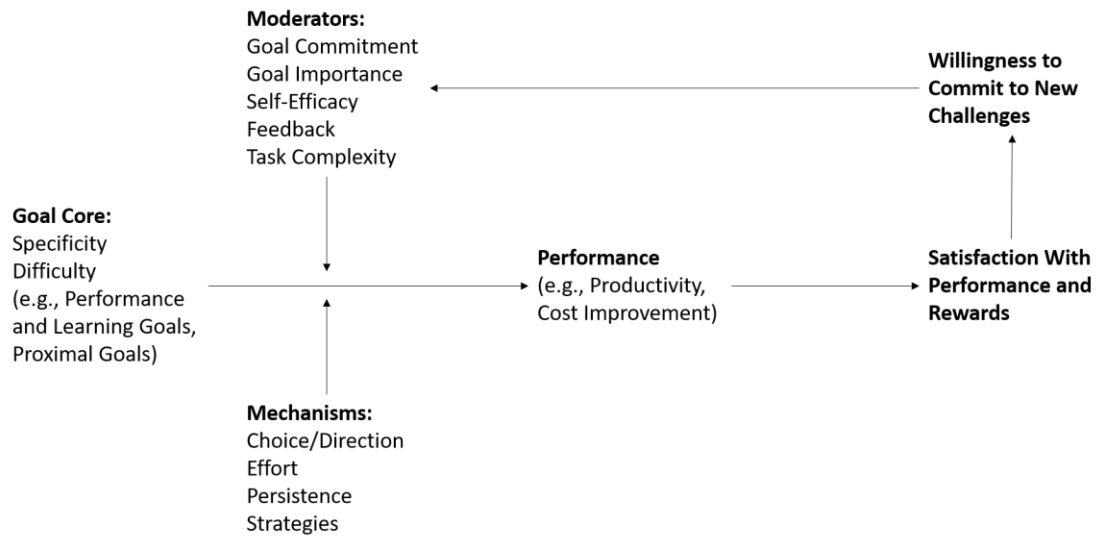 Moderators:
Goal Commitment
Goal Importance
Self-Efficacy
Feedback
Task Complexity
Willingness to
Commit to New
Challenges
Goal Core:
Specificity
Difficulty
(e.g., Performance
and Learning Goals,
Proximal Goals)
Performance
(e.g., Productivity,
Cost Improvement)
Satisfaction With
Performance and
Rewards
Mechanisms:
Choice/Direction
Effort
Persistence
Strategies